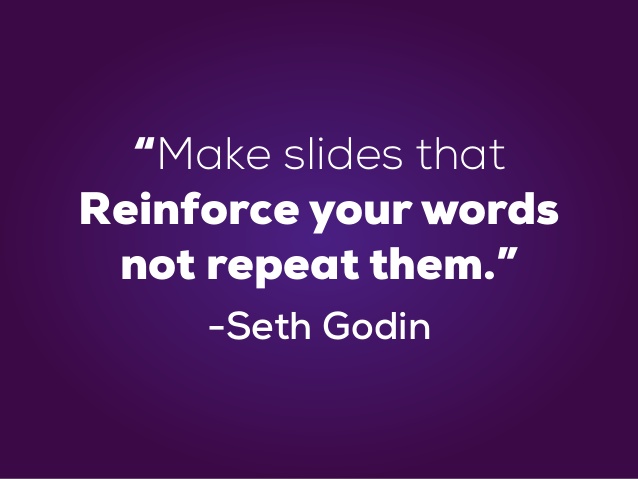 “Make slides that
Reinforce your words
not repeat them.”
-Seth Godin